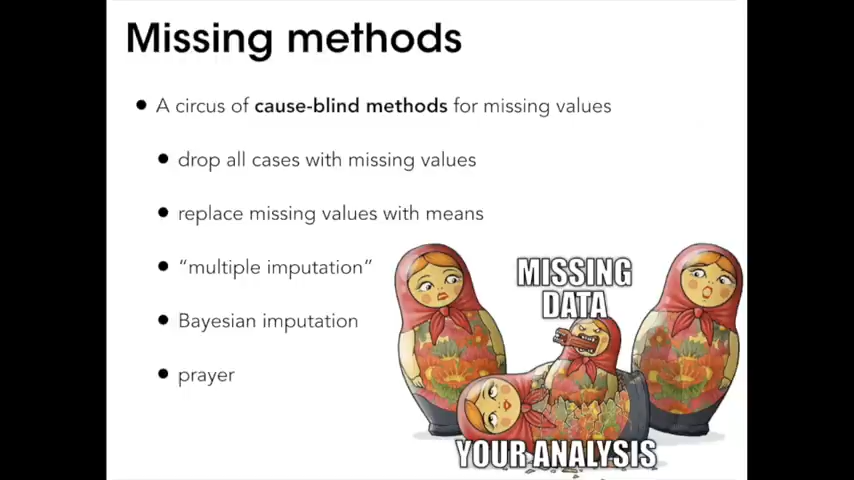 Missing methods
• A circus of cause-blind methods for missing values
• drop all cases with missing values
• replace missing values with means
• “multiple imputation”
• Bayesian imputation
• prayer
MISSING
DATA
YOUR ANALYSIS